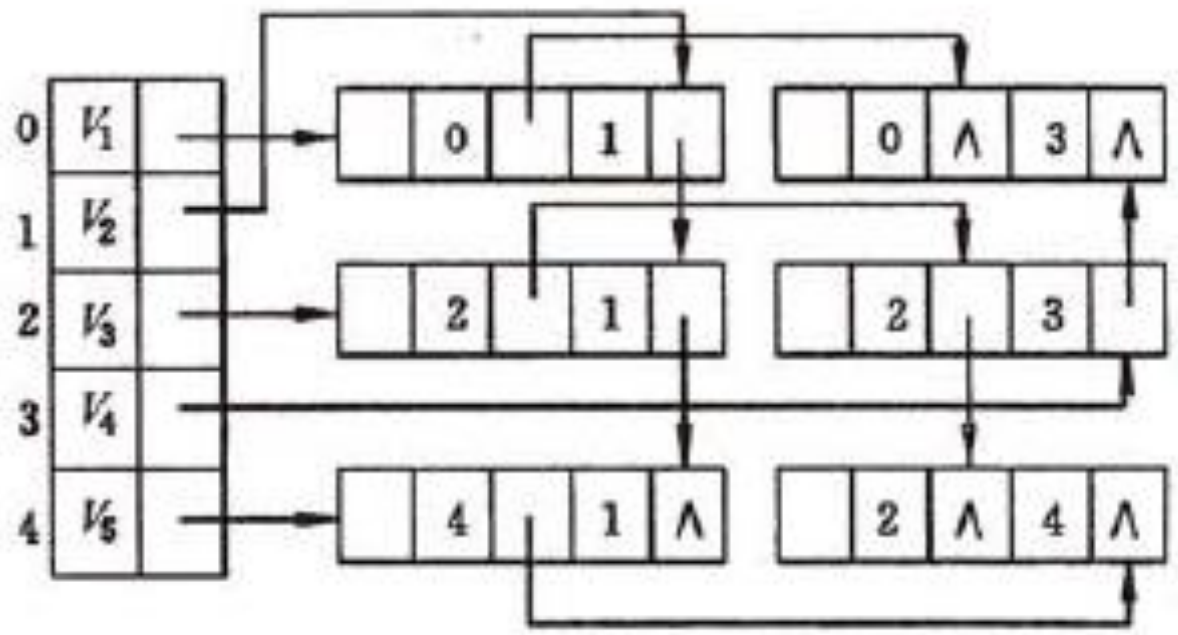 0 V₁ 0 1 0 ∧ 3 ∧
1 V₂
2 V₃ 2 1 2 3
3 V₄
4 V₅ 4 1 ∧ 2 ∧ 4 ∧